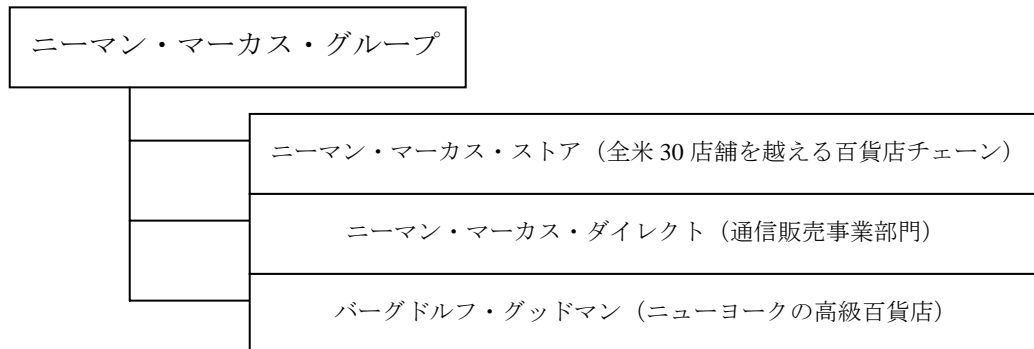 ニーマン・マーカス・グループ
ニーマン・マーカス・ストア（全米 30 店舗を越える百貨店チェーン）
ニーマン・マーカス・ダイレクト（通信販売事業部門）
バーグドルフ・グッドマン（ニューヨークの高級百貨店）